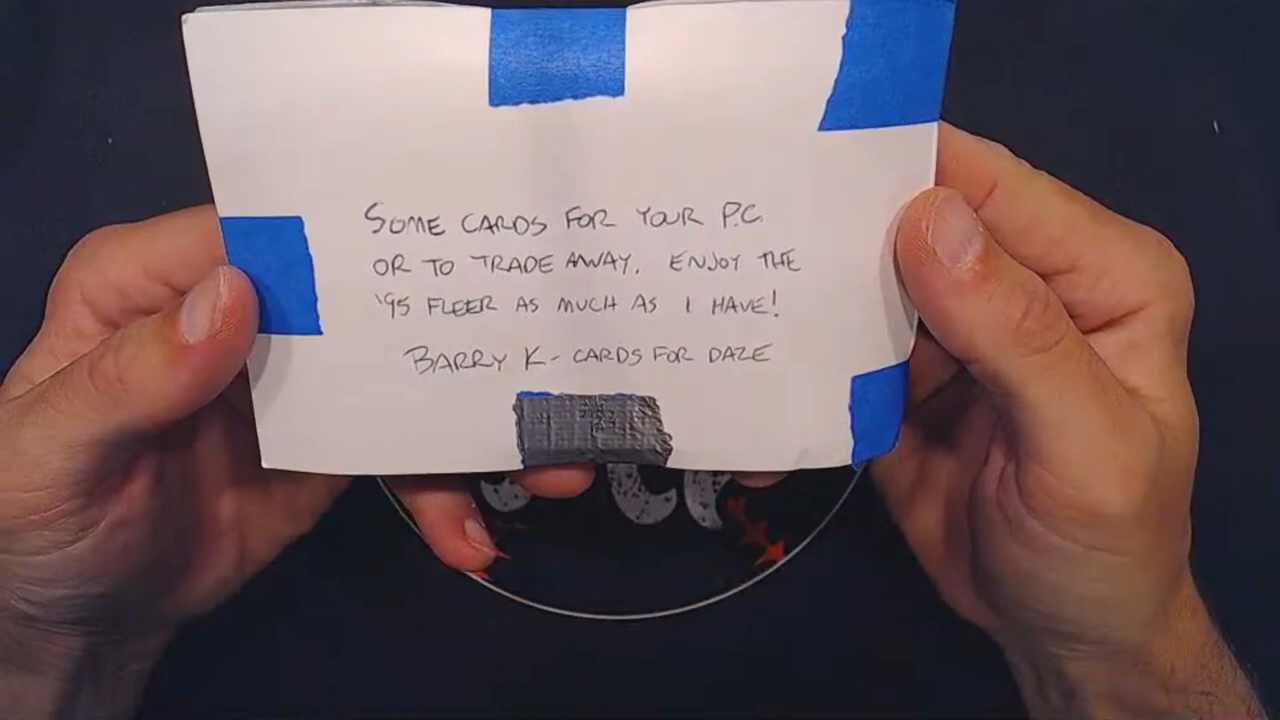 SOME CARDS FOR YOUR P.C.
OR TO TRADE AWAY. ENJOY THE
'95 FLEER AS MUCH AS I HAVE!
BARRY K - CARDS FOR DAZE